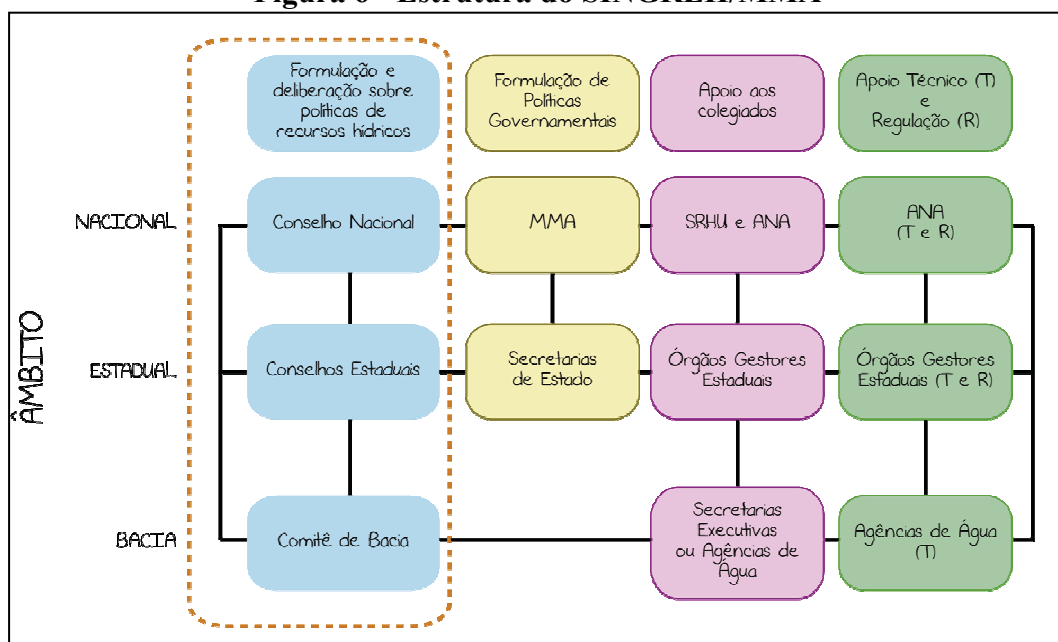 Formulação e
deliberação sobre
políticas de
recursos hídricos
Formulação de
Políticas
Governamentais
Apoio aos
colegiados
Apoio Técnico (T)
e
Regulação (R)
NACIONAL
Conselho Nacional
MMA
SRHU e ANA
ANA
(T e R)
ÂMBITO
ESTADUAL
Conselhos Estaduais
Secretarias
de Estado
Órgãos Gestores
Estaduais
Órgãos Gestores
Estaduais (T e R)
BACIA
Comitê de Bacia
Secretarias
Executivas
ou Agências de
Água
Agências de Água
(T)